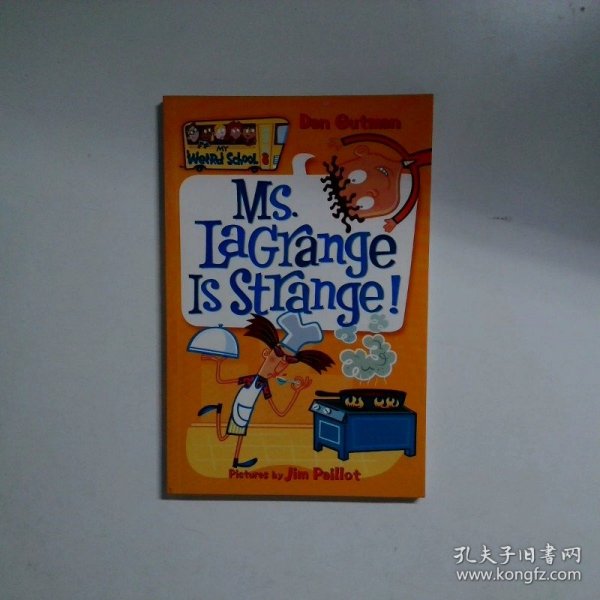 Dan Gutman
MY
WeiRd School
8
Ms.
LaGrange
Is Strange!
Pictures by Jim Paillot
孔夫子旧书网
www.kongfz.com